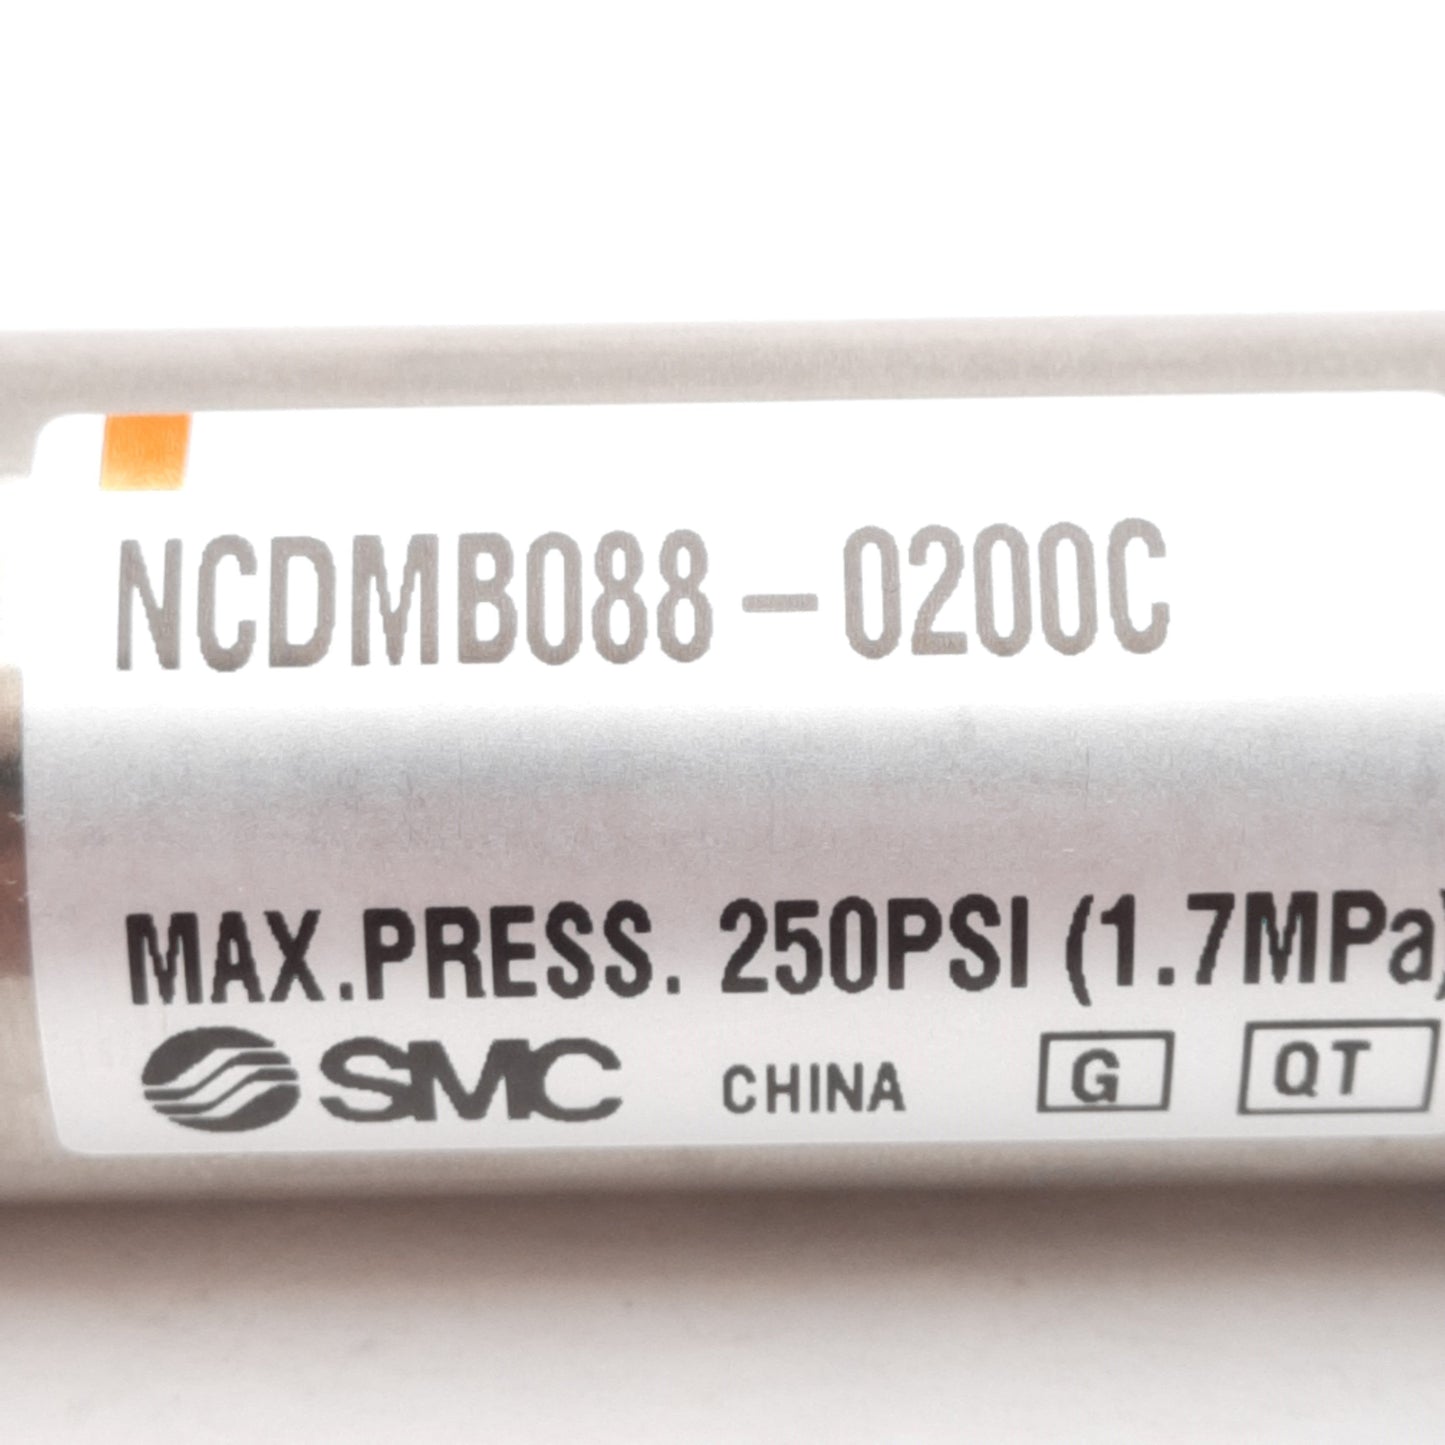 NCDMB088-0200C
MAX.PRESS. 250PSI (1.7MPa)
SMC CHINA G QT